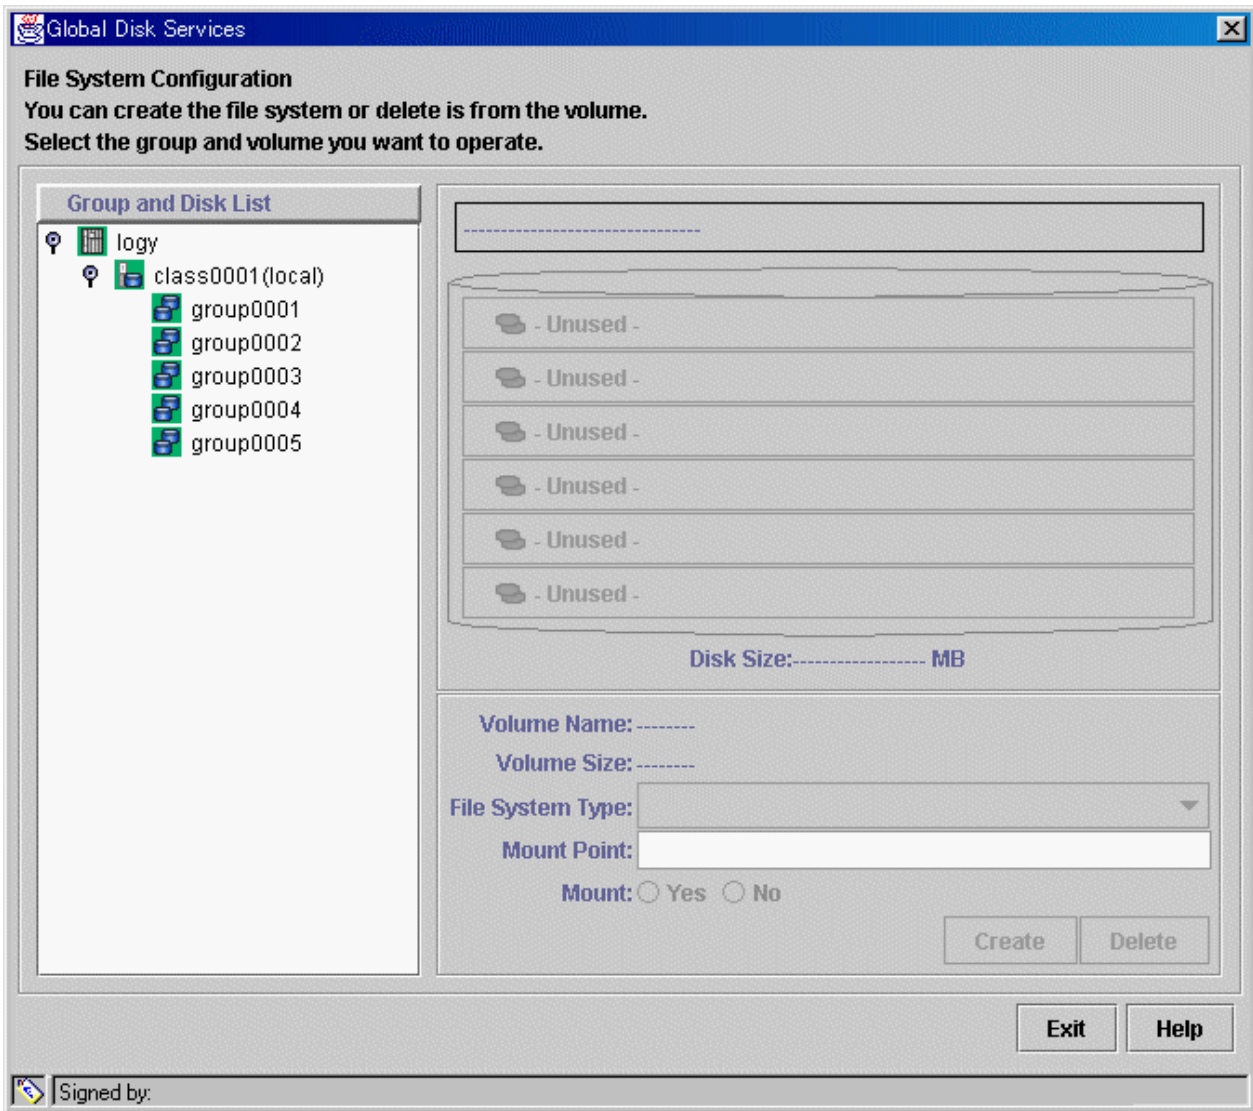 Global Disk Services
File System Configuration
You can create the file system or delete is from the volume.
Select the group and volume you want to operate.
Group and Disk List
logy
class0001(local)
group0001
group0002
group0003
group0004
group0005
--------------------------------
- Unused -
- Unused -
- Unused -
- Unused -
- Unused -
- Unused -
Disk Size:------------------ MB
Volume Name: --------
Volume Size: --------
File System Type:
Mount Point:
Mount: Yes No
Create Delete
Exit Help
Signed by: